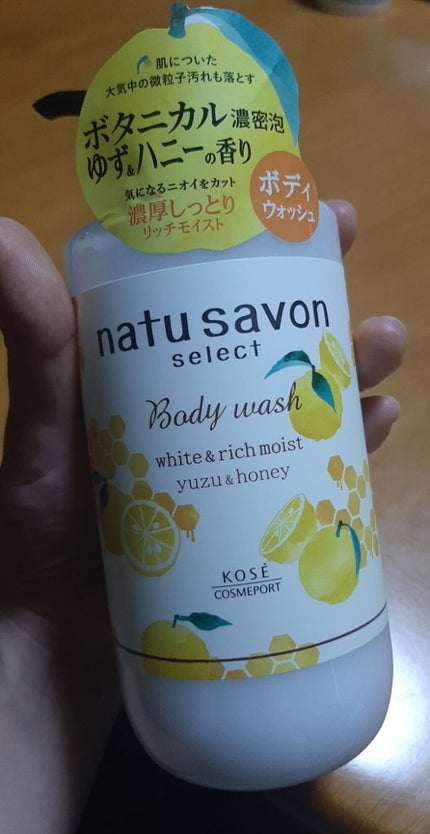 肌についた
大気中の微粒子汚れも落とす
ボタニカル 濃密泡
ゆず&ハニーの香り
気になるニオイをカット
濃厚しっとり
リッチモイスト
ボディ
ウォッシュ
natu savon
select
Body wash
white & rich moist
yuzu & honey
KOSÉ
COSMEPORT